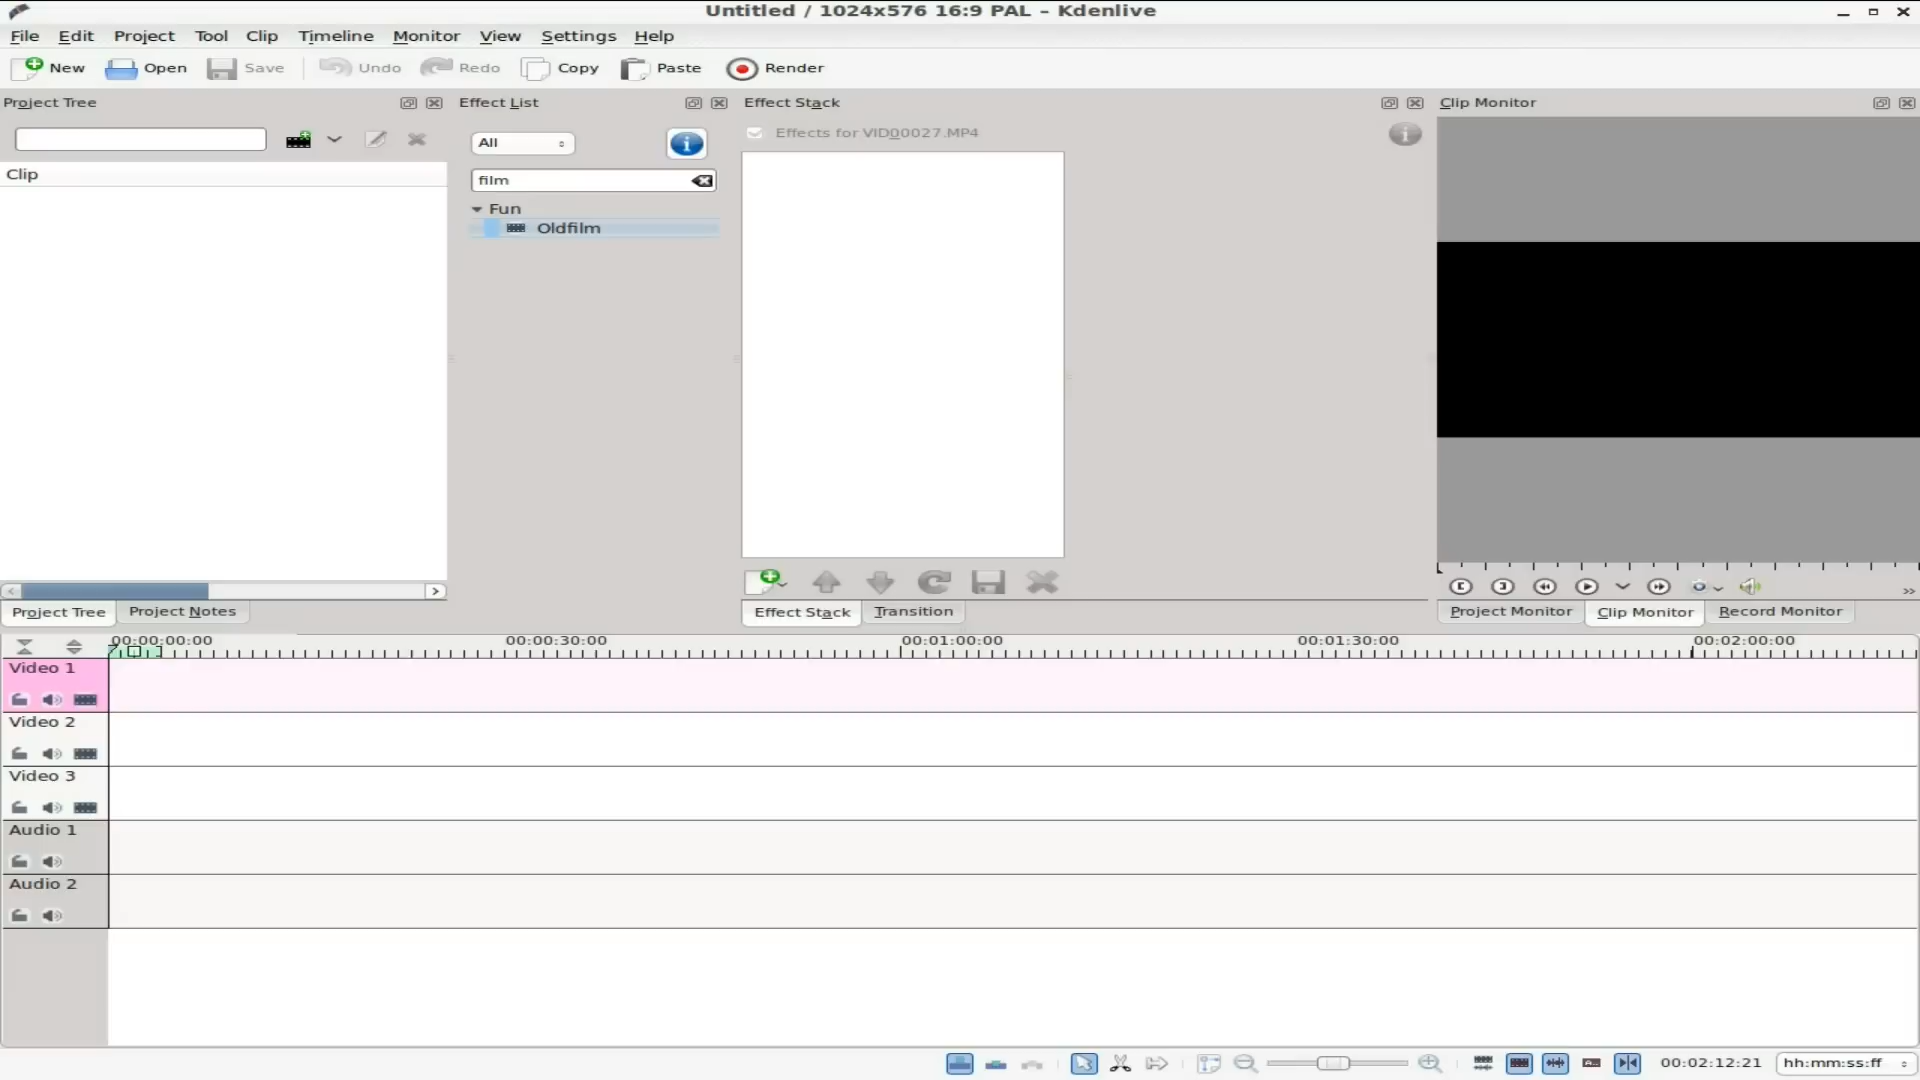 Untitled / 1024x576 16:9 PAL – Kdenlive
File Edit Project Tool Clip Timeline Monitor View Settings Help
New Open Save Undo Redo Copy Paste Render
Project Tree Effect List Effect Stack Clip Monitor
All Effects for VID00027.MP4
Clip film
Fun
Oldfilm
Project Tree Project Notes Effect Stack Transition Project Monitor Clip Monitor Record Monitor
00:00:00:00 00:00:30:00 00:01:00:00 00:01:30:00 00:02:00:00
Video 1
Video 2
Video 3
Audio 1
Audio 2
00:02:12:21 hh:mm:ss:ff